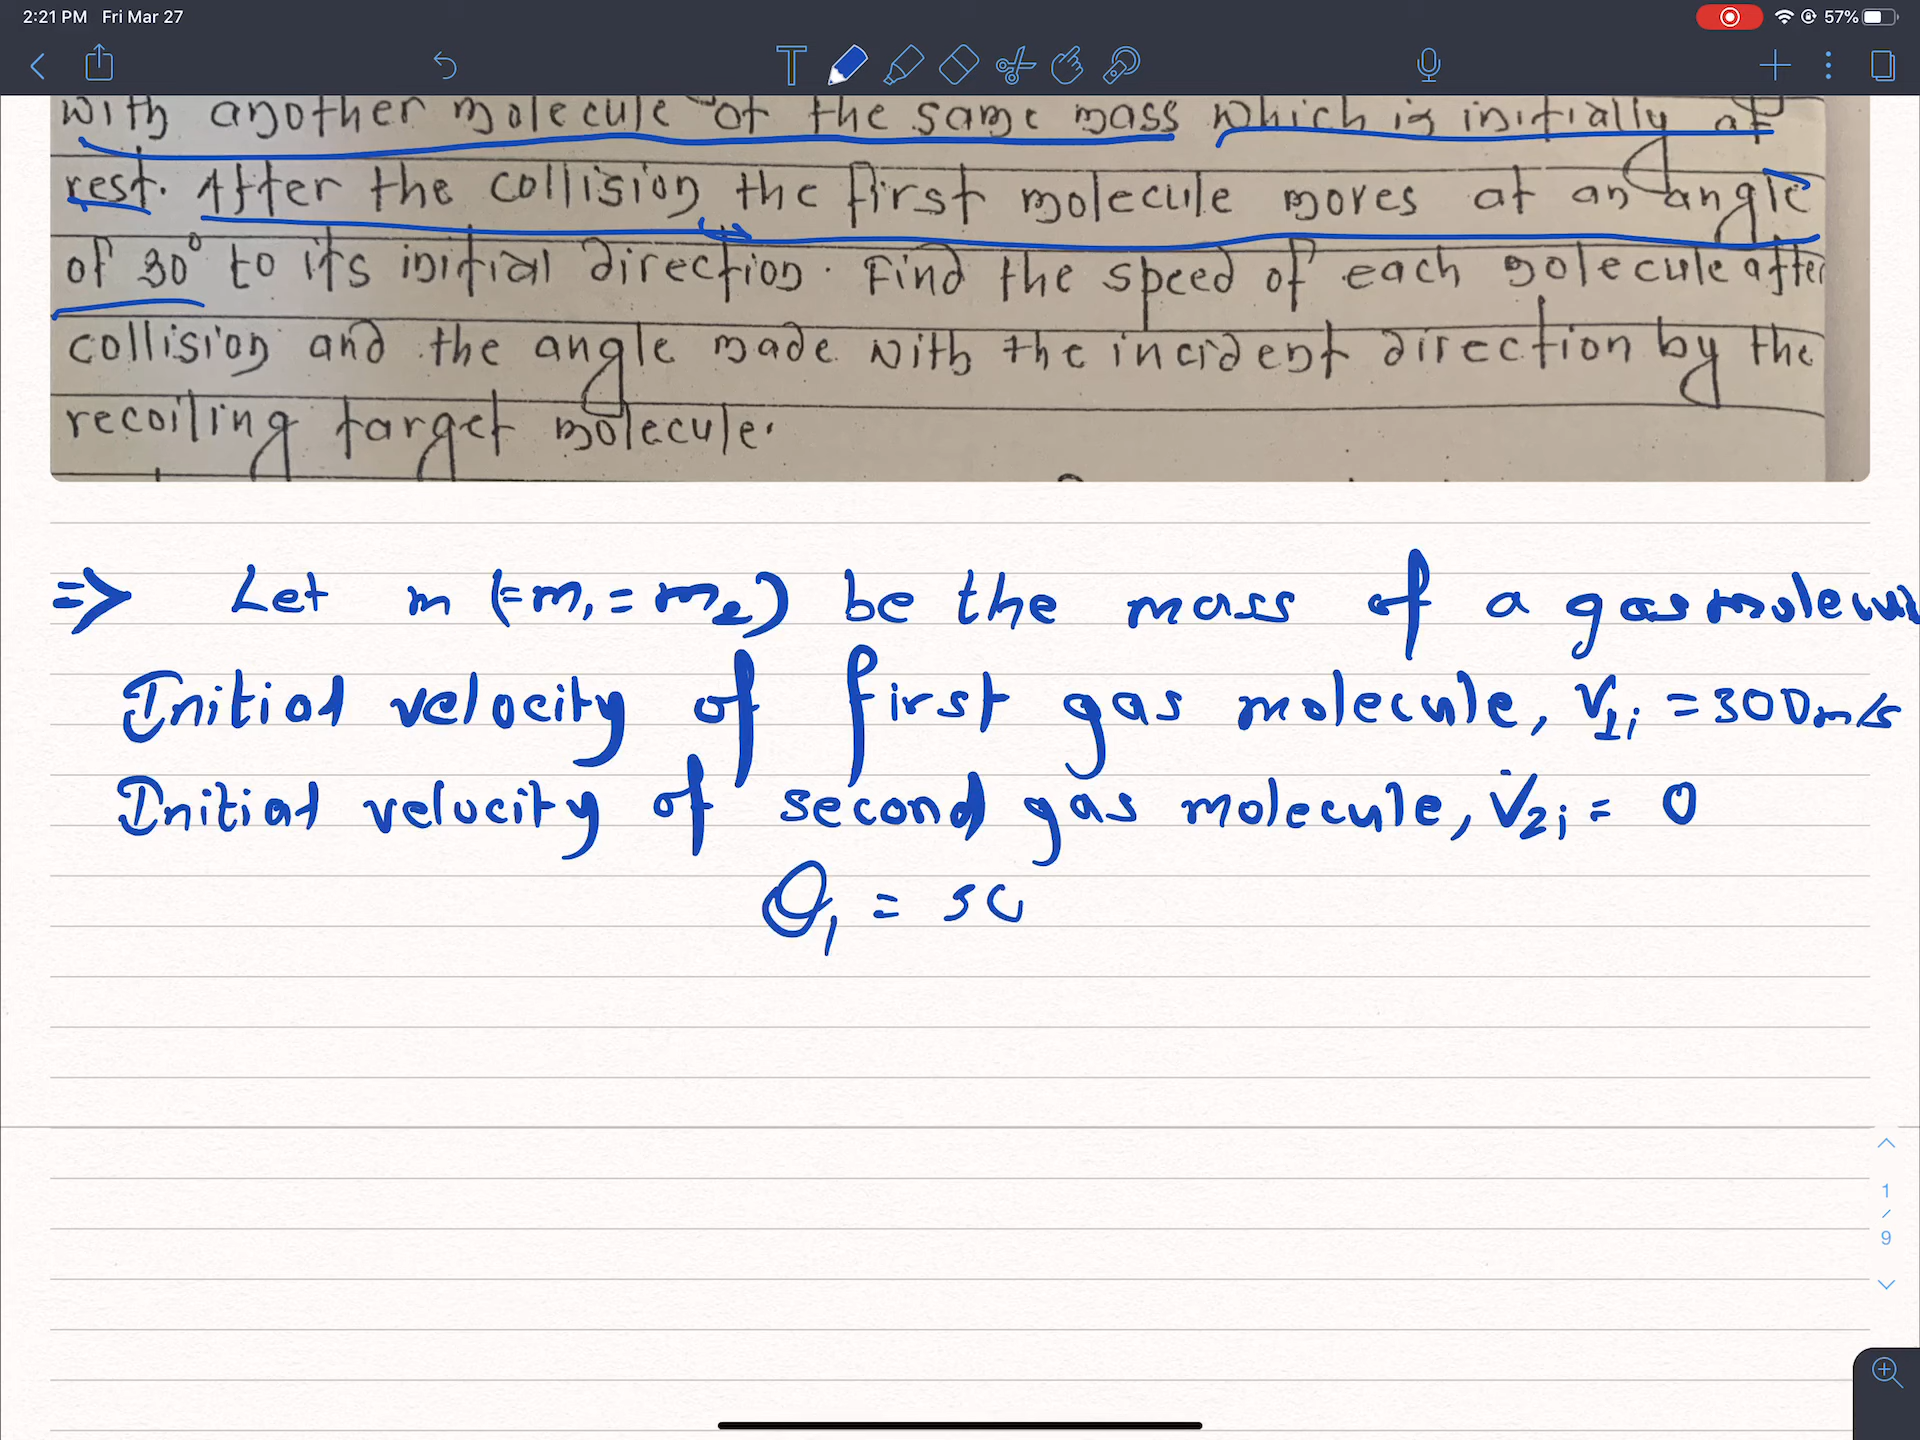 2:21 PM Fri Mar 27
57%
with another molecule of the same mass which is initially at
rest. After the collision the first molecule moves at an angle
of 30° to its initial direction. Find the speed of each molecule after
collision and the angle made with the incident direction by the
recoiling target molecule.
=> Let m (=m₁=m₂) be the mass of a gas molecul
Initial velocity of first gas molecule, V₁i = 300m/s
Initial velocity of second gas molecule, V₂i = 0
θ₁ = 30
1
/
9